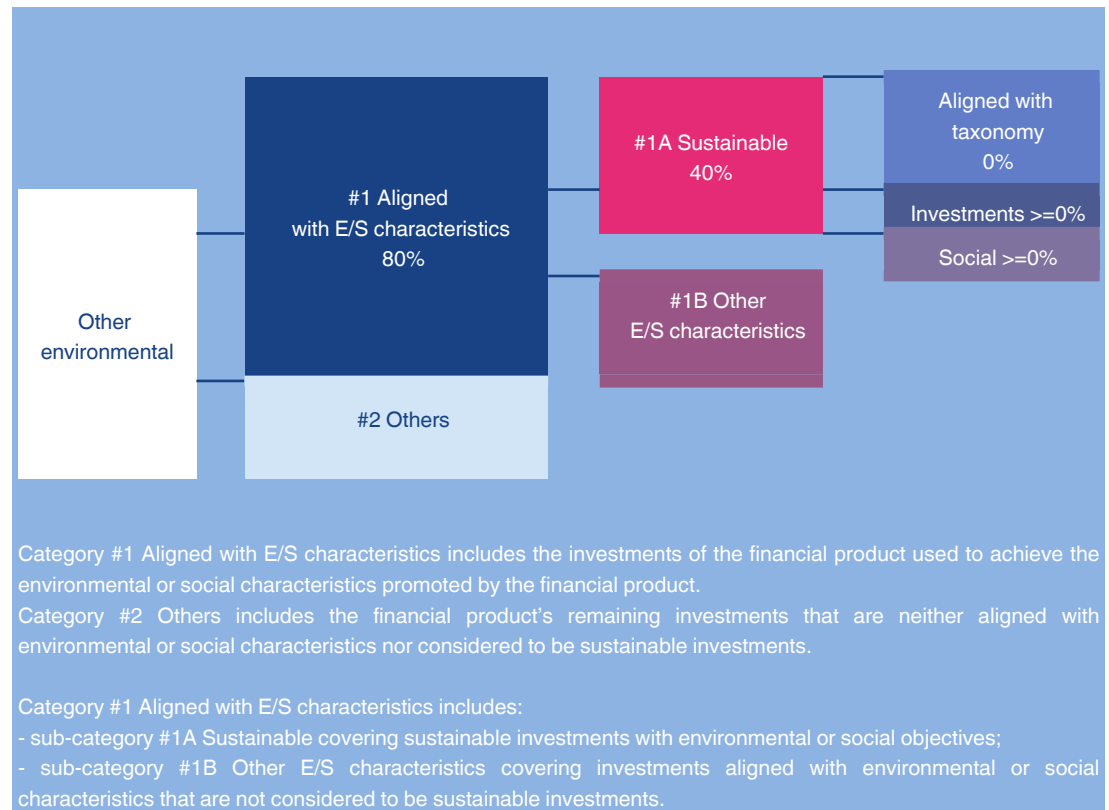 Other
environmental
#1 Aligned
with E/S characteristics
80%
#2 Others
#1A Sustainable
40%
#1B Other
E/S characteristics
Aligned with
taxonomy
0%
Investments >=0%
Social >=0%
Category #1 Aligned with E/S characteristics includes the investments of the financial product used to achieve the
environmental or social characteristics promoted by the financial product.
Category #2 Others includes the financial product’s remaining investments that are neither aligned with
environmental or social characteristics nor considered to be sustainable investments.
Category #1 Aligned with E/S characteristics includes:
- sub-category #1A Sustainable covering sustainable investments with environmental or social objectives;
- sub-category #1B Other E/S characteristics covering investments aligned with environmental or social
characteristics that are not considered to be sustainable investments.